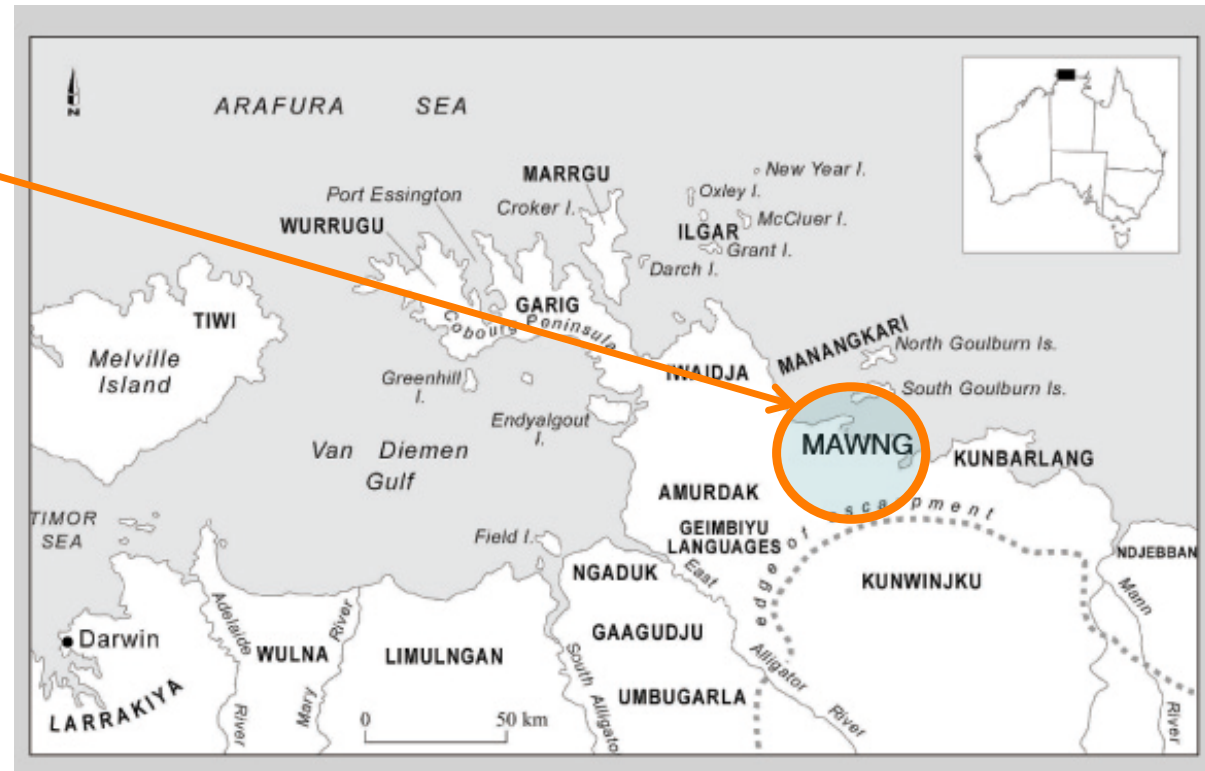 N
ARAFURA SEA
MARRGU
New Year I.
Port Essington
Oxley I.
Croker I.
McCluer I.
WURRUGU
ILGAR
Grant I.
Darch I.
GARIG
TIWI
Cobourg Peninsula
MANANGKARI
North Goulburn Is.
Melville
Island
IWAIDJA
Greenhill
I.
South Goulburn Is.
Endyalgout
I.
Van Diemen
Gulf
MAWNG
KUNBARLANG
AMURDAK
edge of escarpment
TIMOR
SEA
GEIMBIYU
LANGUAGES
Field I.
NDJEBBAN
NGADUK
East Alligator River
KUNWINJKU
Mann River
Adelaide River
Mary River
GAAGUDJU
Darwin
WULNA
LIMULNGAN
South Alligator
UMBUGARLA
LARRAKIYA
0 50 km